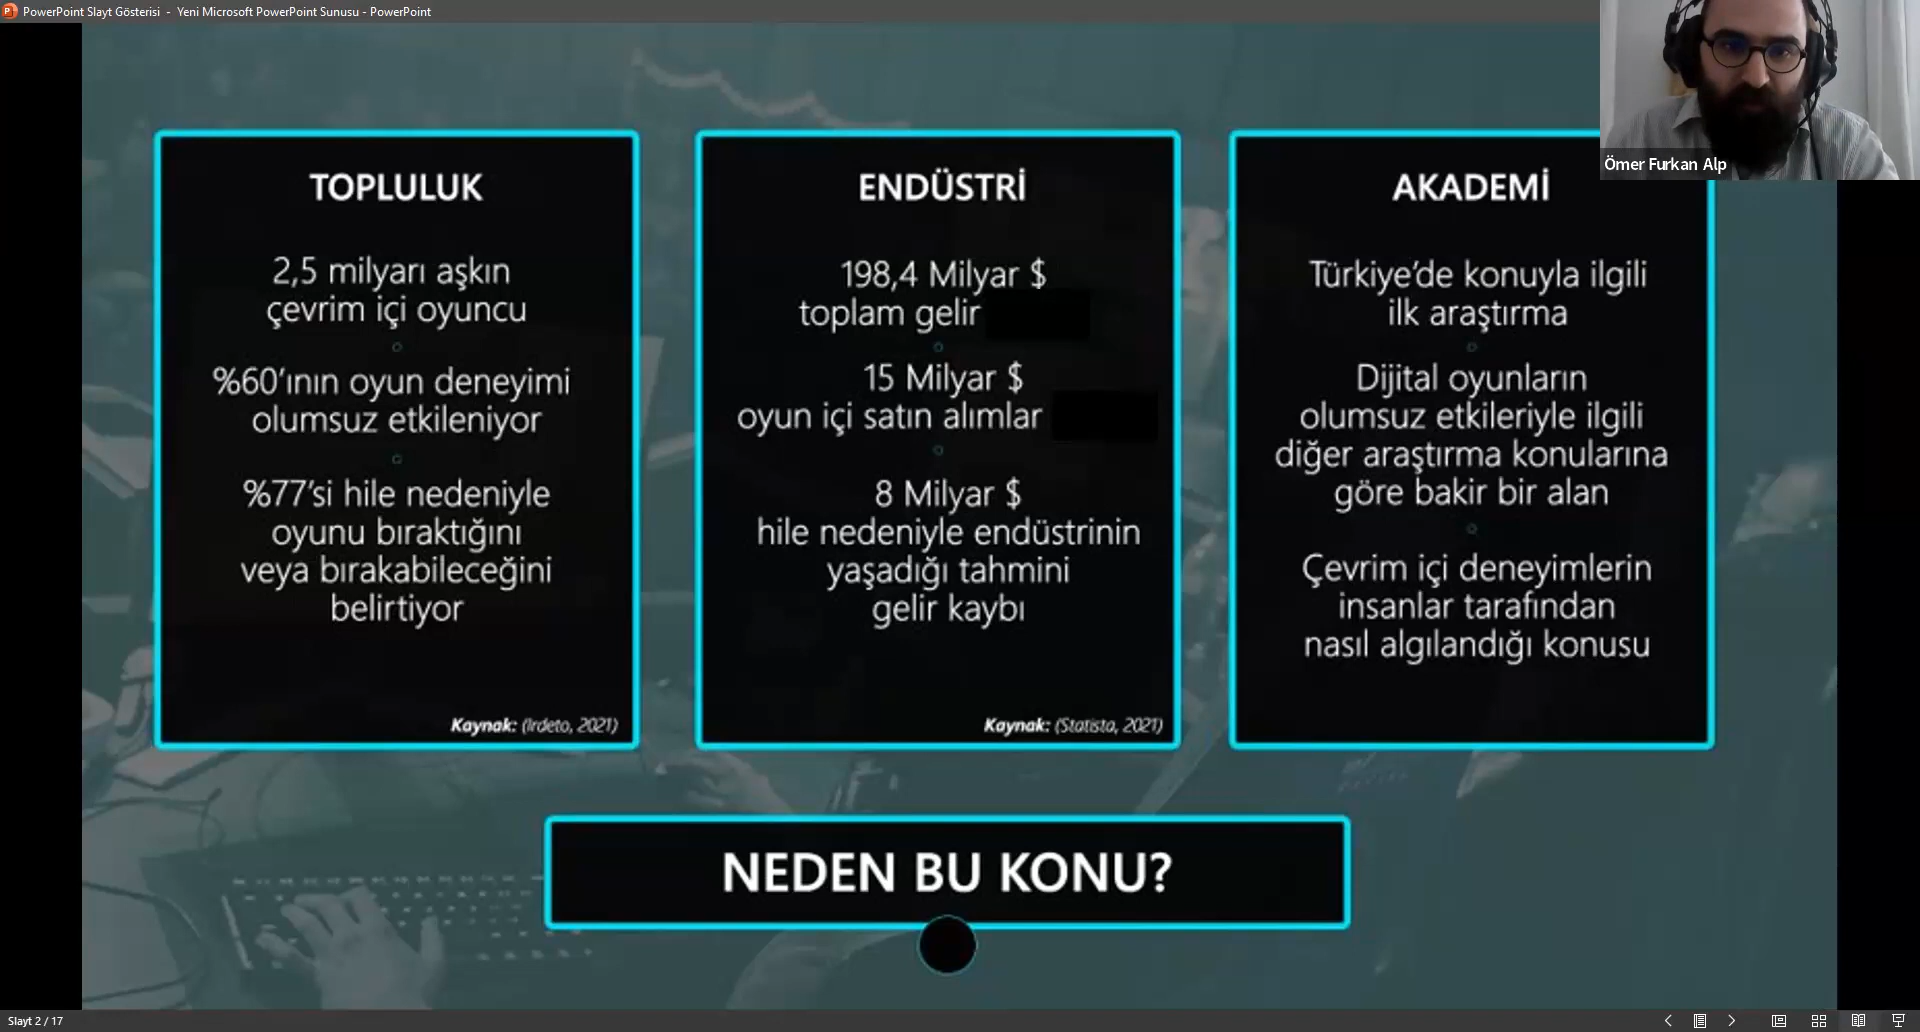 PowerPoint Slayt Gösterisi - Yeni Microsoft PowerPoint Sunusu - PowerPoint
Ömer Furkan Alp
TOPLULUK
2,5 milyarı aşkın
çevrim içi oyuncu
%60’ının oyun deneyimi
olumsuz etkileniyor
%77’si hile nedeniyle
oyunu bıraktığını
veya bırakabileceğini
belirtiyor
Kaynak: (Irdeto, 2021)
ENDÜSTRİ
198,4 Milyar $
toplam gelir
15 Milyar $
oyun içi satın alımlar
8 Milyar $
hile nedeniyle endüstrinin
yaşadığı tahmini
gelir kaybı
Kaynak: (Statista, 2021)
AKADEMİ
Türkiye’de konuyla ilgili
ilk araştırma
Dijital oyunların
olumsuz etkileriyle ilgili
diğer araştırma konularına
göre bakir bir alan
Çevrim içi deneyimlerin
insanlar tarafından
nasıl algılandığı konusu
NEDEN BU KONU?
Slayt 2 / 17